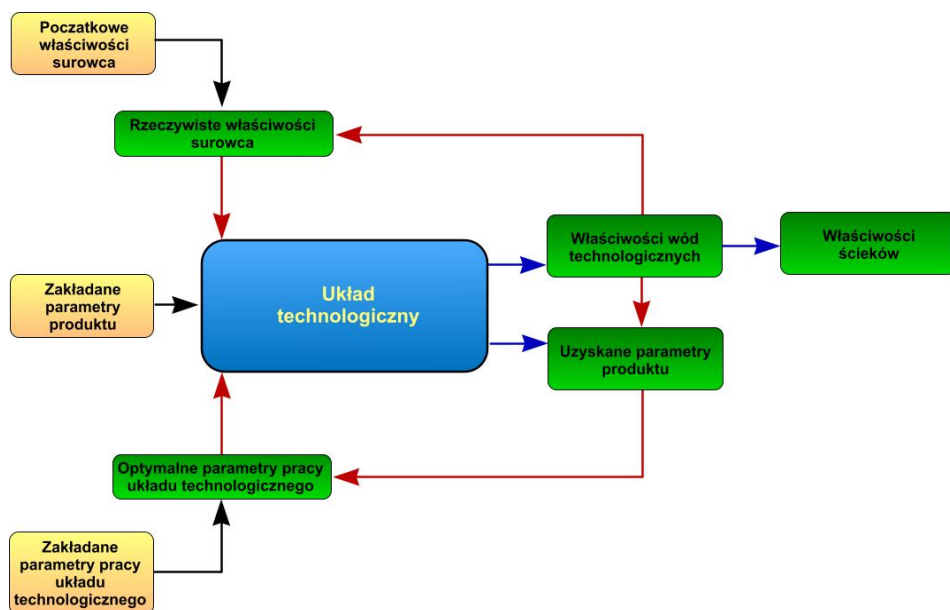 Początkowe
właściwości
surowca
Rzeczywiste właściwości
surowca
Właściwości wód
technologicznych
Właściwości
ścieków
Zakładane
parametry
produktu
Układ
technologiczny
Uzyskane parametry
produktu
Optymalne parametry pracy
układu technologicznego
Zakładane
parametry pracy
układu
technologicznego